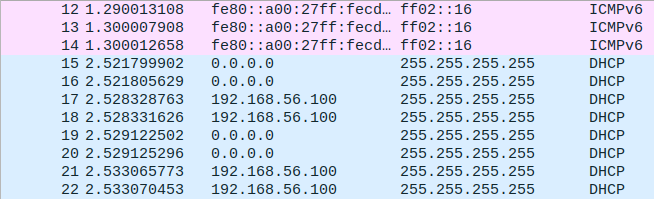 12 1.290013108 fe80::a00:27ff:fecd… ff02::16 ICMPv6
13 1.300007908 fe80::a00:27ff:fecd… ff02::16 ICMPv6
14 1.300012658 fe80::a00:27ff:fecd… ff02::16 ICMPv6
15 2.521799902 0.0.0.0 255.255.255.255 DHCP
16 2.521805629 0.0.0.0 255.255.255.255 DHCP
17 2.528328763 192.168.56.100 255.255.255.255 DHCP
18 2.528331626 192.168.56.100 255.255.255.255 DHCP
19 2.529122502 0.0.0.0 255.255.255.255 DHCP
20 2.529125296 0.0.0.0 255.255.255.255 DHCP
21 2.533065773 192.168.56.100 255.255.255.255 DHCP
22 2.533070453 192.168.56.100 255.255.255.255 DHCP